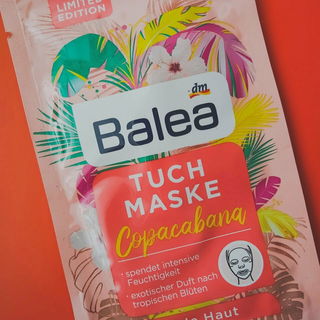 LIMITED
EDITION
dm
Balea
TUCH
MASKE
Copacabana
• spendet intensive
Feuchtigkeit
• exotischer Duft nach
tropischen Blüten
Haut